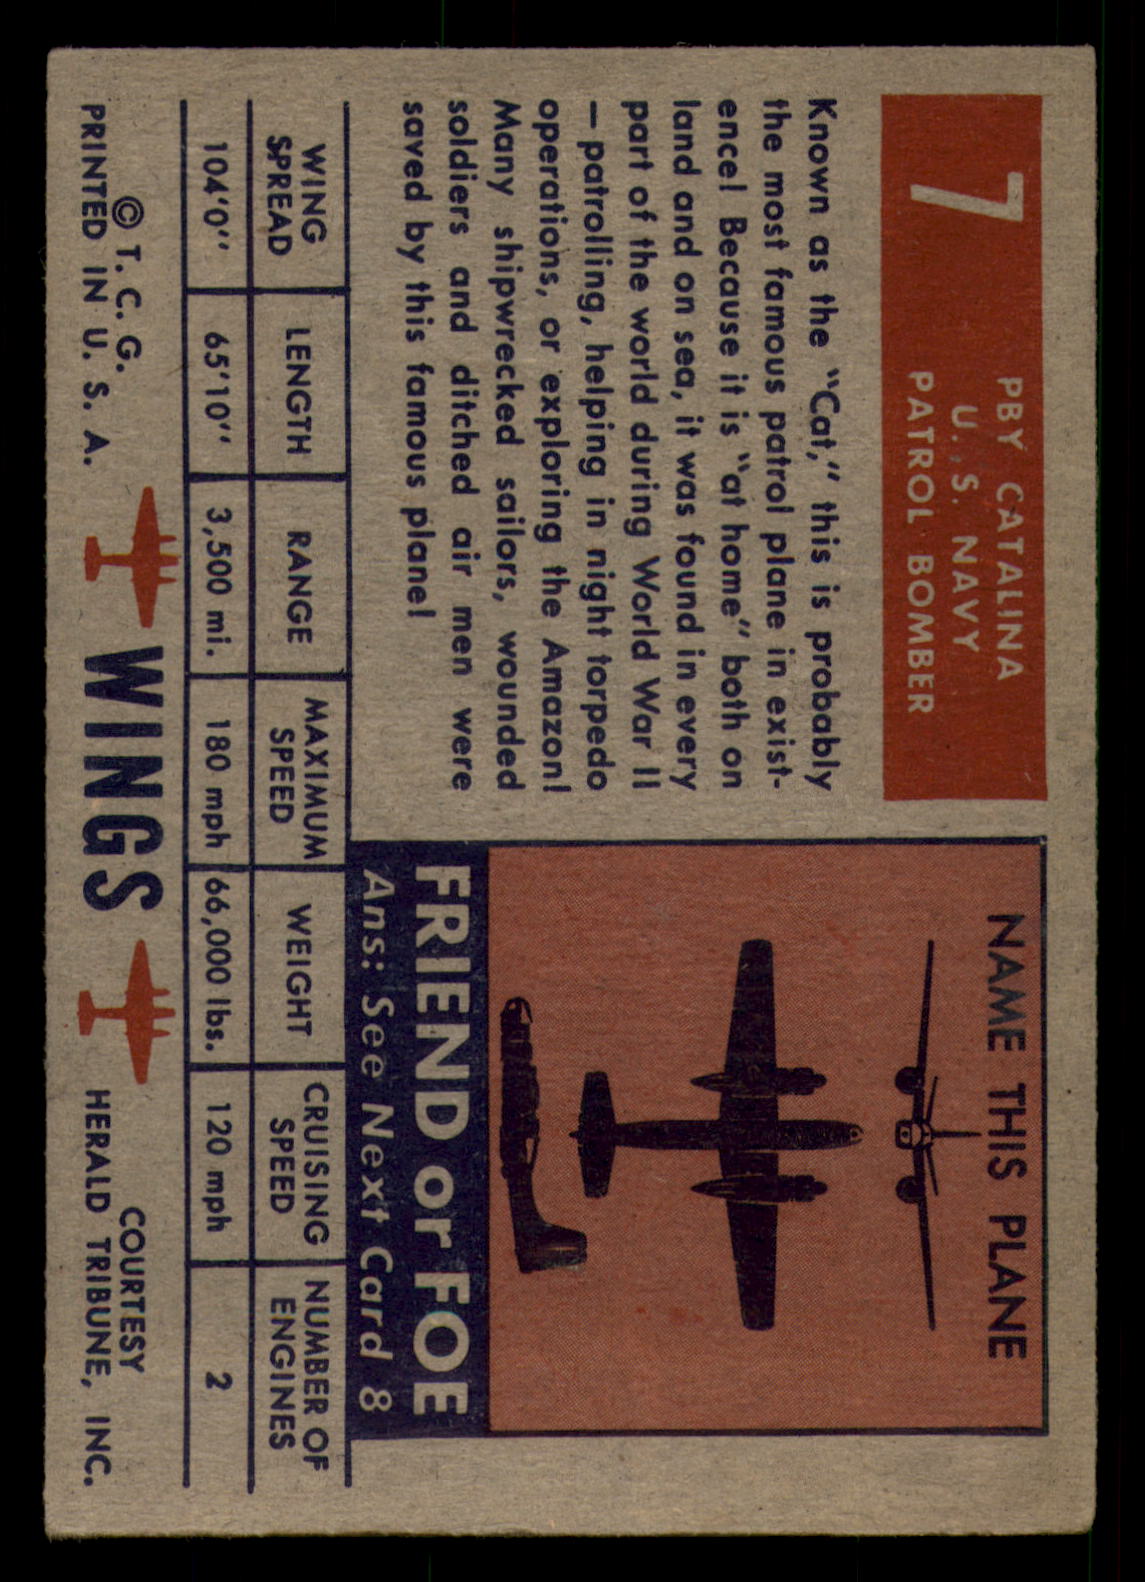 7
PBY CATALINA
U. S. NAVY
PATROL BOMBER
Known as the "Cat," this is probably
the most famous patrol plane in exist-
ence! Because it is "at home" both on
land and on sea, it was found in every
part of the world during World War II
— patrolling, helping in night torpedo
operations, or exploring the Amazon!
Many shipwrecked sailors, wounded
soldiers and ditched air men were
saved by this famous plane!
NAME THIS PLANE
FRIEND or FOE
Ans: See Next Card 8
WING SPREAD LENGTH RANGE MAXIMUM SPEED WEIGHT CRUISING SPEED NUMBER OF ENGINES
104'0" 65'10" 3,500 mi. 180 mph 66,000 lbs. 120 mph 2
© T. C. G.
PRINTED IN U. S. A.
WINGS
COURTESY
HERALD TRIBUNE, INC.